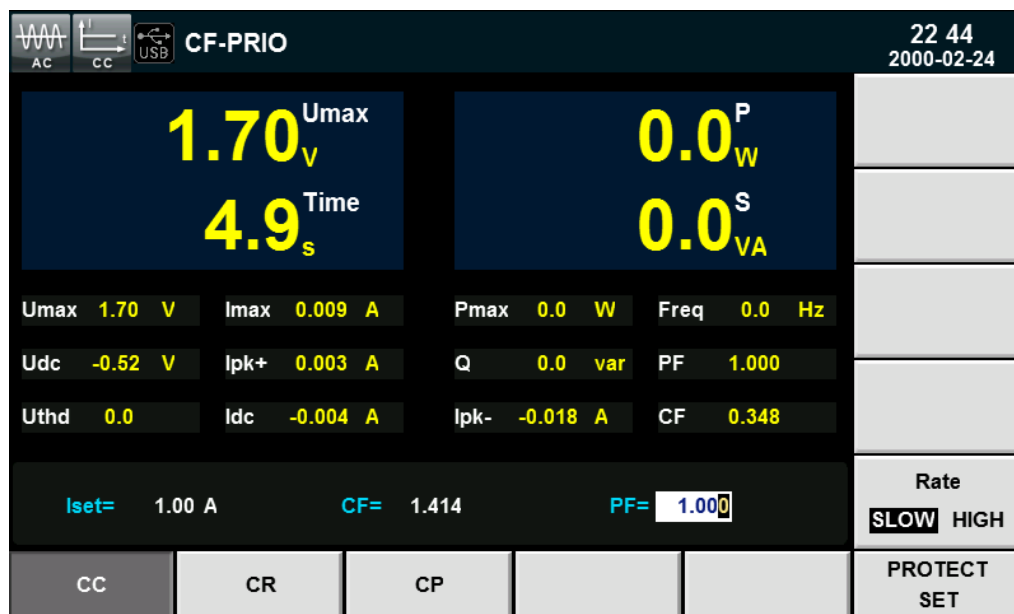 AC CC USB CF-PRIO 22 44
2000-02-24
1.70 Umax V
4.9 Time s
0.0 P W
0.0 S VA
Umax 1.70 V Imax 0.009 A Pmax 0.0 W Freq 0.0 Hz
Udc -0.52 V Ipk+ 0.003 A Q 0.0 var PF 1.000
Uthd 0.0 Idc -0.004 A Ipk- -0.018 A CF 0.348
Iset= 1.00 A CF= 1.414 PF= 1.000
Rate
SLOW HIGH
CC CR CP
PROTECT
SET